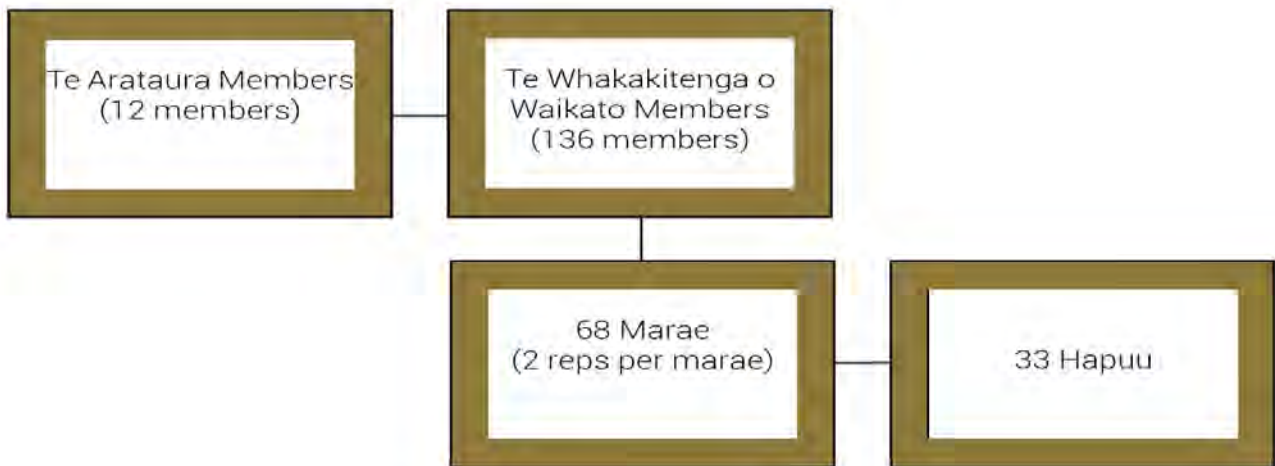 Te Arataura Members
(12 members)
Te Whakakitenga o
Waikato Members
(136 members)
68 Marae
(2 reps per marae)
33 Hapuu